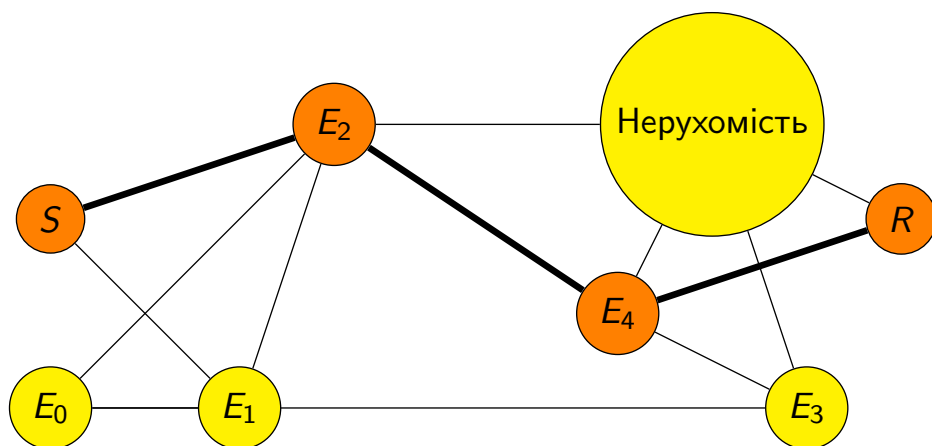 E₂
Нерухомість
S
R
E₄
E₀
E₁
E₃